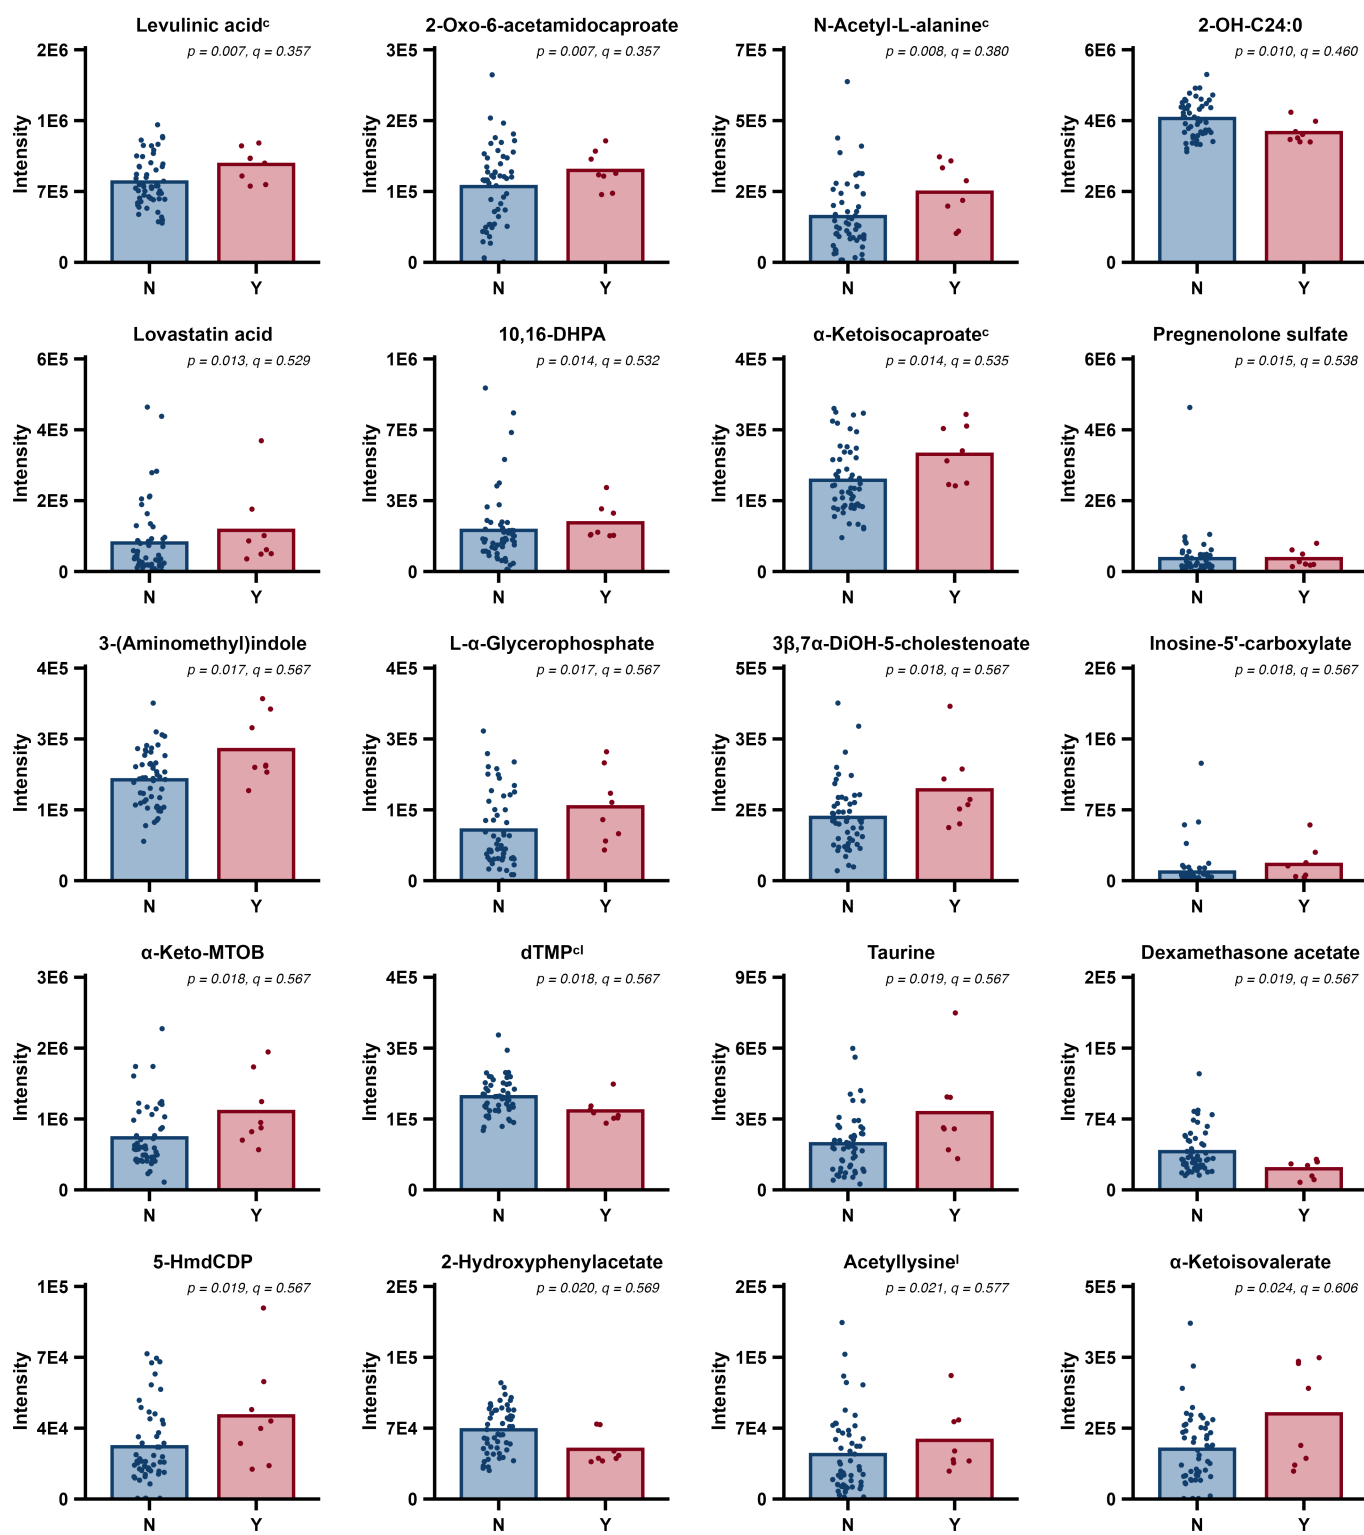 Levulinic acidᶜ
p = 0.007, q = 0.357
Intensity
2E6
1E6
7E5
0
N Y
2-Oxo-6-acetamidocaproate
p = 0.007, q = 0.357
Intensity
3E5
2E5
1E5
0
N Y
N-Acetyl-L-alanineᶜ
p = 0.008, q = 0.380
Intensity
7E5
5E5
2E5
0
N Y
2-OH-C24:0
p = 0.010, q = 0.460
Intensity
6E6
4E6
2E6
0
N Y
Lovastatin acid
p = 0.013, q = 0.529
Intensity
6E5
4E5
2E5
0
N Y
10,16-DHPA
p = 0.014, q = 0.532
Intensity
1E6
7E5
3E5
0
N Y
α-Ketoisocaproateᶜ
p = 0.014, q = 0.535
Intensity
4E5
3E5
1E5
0
N Y
Pregnenolone sulfate
p = 0.015, q = 0.538
Intensity
6E6
4E6
2E6
0
N Y
3-(Aminomethyl)indole
p = 0.017, q = 0.567
Intensity
4E5
3E5
1E5
0
N Y
L-α-Glycerophosphate
p = 0.017, q = 0.567
Intensity
4E5
3E5
1E5
0
N Y
3β,7α-DiOH-5-cholestenoate
p = 0.018, q = 0.567
Intensity
5E5
3E5
2E5
0
N Y
Inosine-5'-carboxylate
p = 0.018, q = 0.567
Intensity
2E6
1E6
7E5
0
N Y
α-Keto-MTOB
p = 0.018, q = 0.567
Intensity
3E6
2E6
1E6
0
N Y
dTMPᶜˡ
p = 0.018, q = 0.567
Intensity
4E5
3E5
1E5
0
N Y
Taurine
p = 0.019, q = 0.567
Intensity
9E5
6E5
3E5
0
N Y
Dexamethasone acetate
p = 0.019, q = 0.567
Intensity
2E5
1E5
7E4
0
N Y
5-HmdCDP
p = 0.019, q = 0.567
Intensity
1E5
7E4
4E4
0
N Y
2-Hydroxyphenylacetate
p = 0.020, q = 0.569
Intensity
2E5
1E5
7E4
0
N Y
Acetyllysineˡ
p = 0.021, q = 0.577
Intensity
2E5
1E5
7E4
0
N Y
α-Ketoisovalerate
p = 0.024, q = 0.606
Intensity
5E5
3E5
2E5
0
N Y